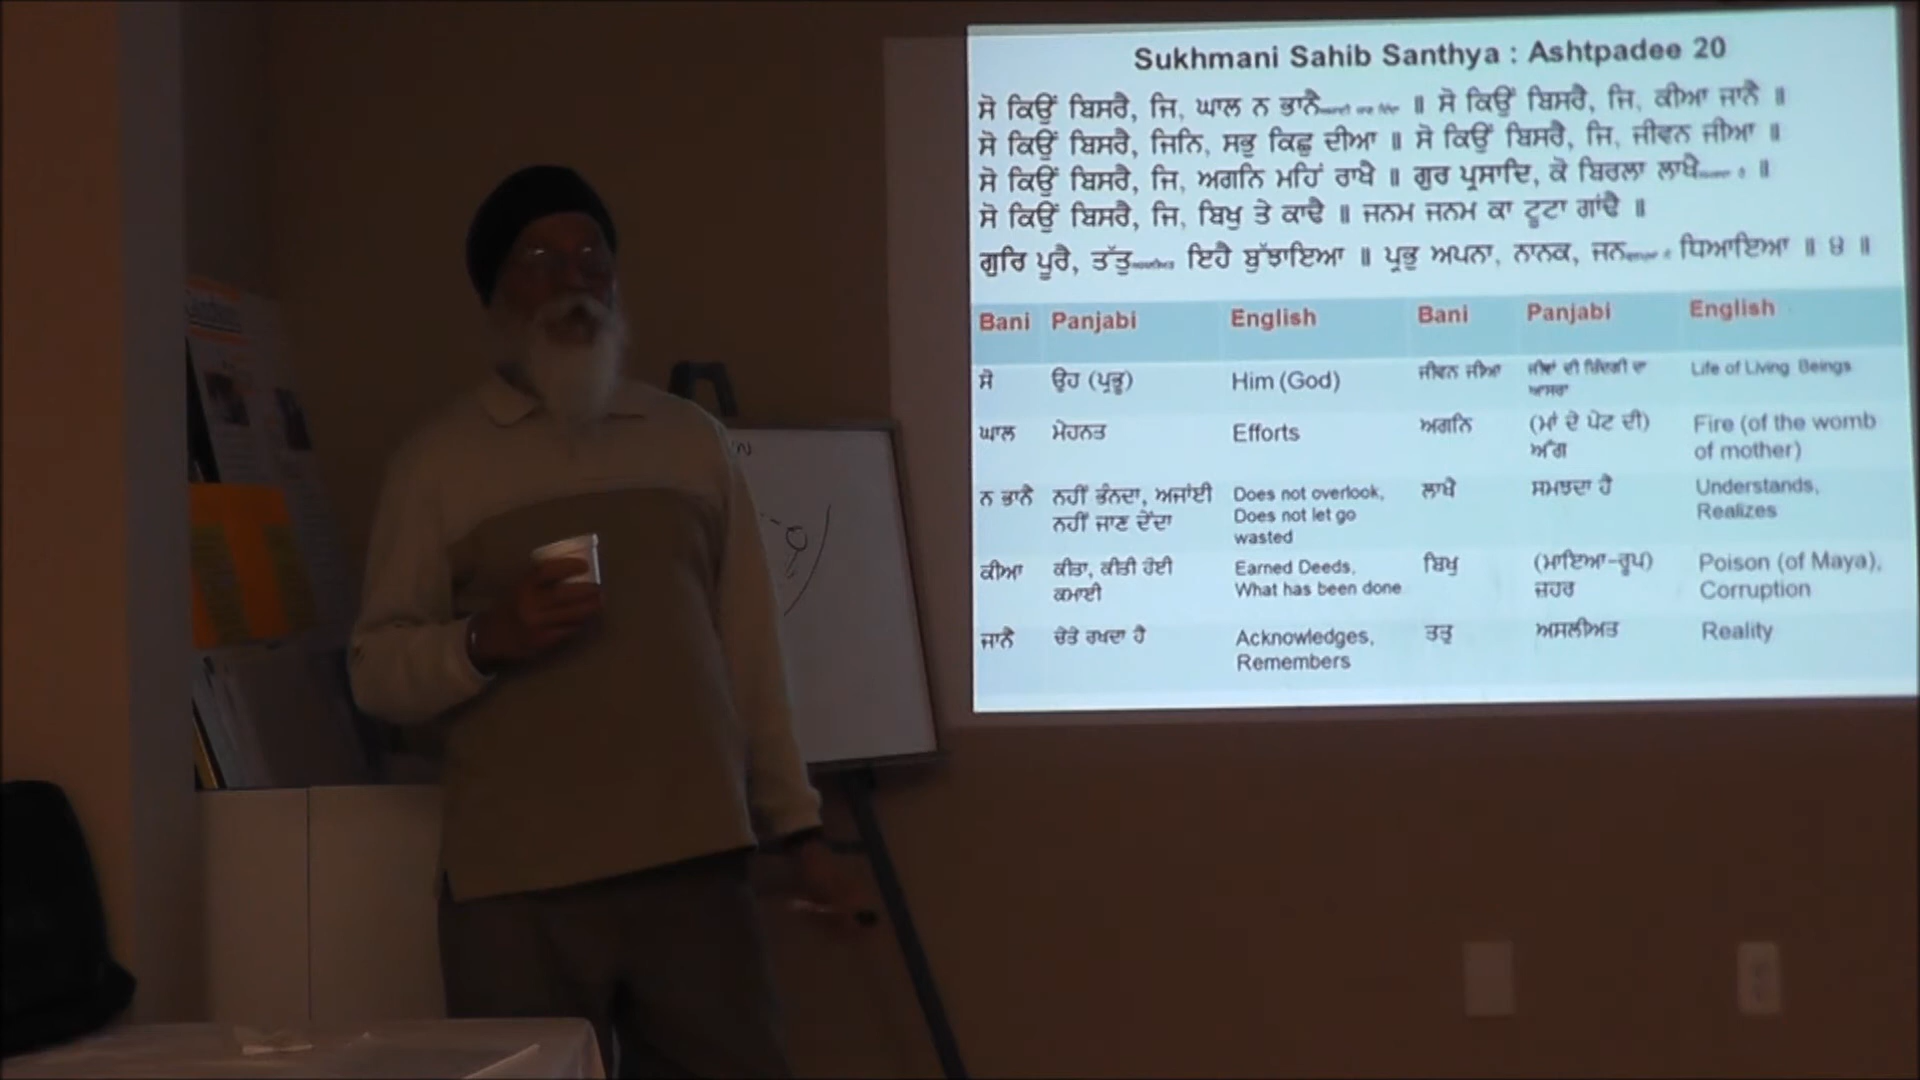 Sukhmani Sahib Santhya : Ashtpadee 20
ਸੋ ਕਿਉਂ ਬਿਸਰੈ, ਜਿ, ਘਾਲ ਨ ਭਾਨੈ ॥ ਸੋ ਕਿਉਂ ਬਿਸਰੈ, ਜਿ, ਕੀਆ ਜਾਨੈ ॥
ਸੋ ਕਿਉਂ ਬਿਸਰੈ, ਜਿਨਿ, ਸਭੁ ਕਿਛੁ ਦੀਆ ॥ ਸੋ ਕਿਉਂ ਬਿਸਰੈ, ਜਿ, ਜੀਵਨ ਜੀਆ ॥
ਸੋ ਕਿਉਂ ਬਿਸਰੈ, ਜਿ, ਅਗਨਿ ਮਹਿਂ ਰਾਖੈ ॥ ਗੁਰ ਪ੍ਰਸਾਦਿ, ਕੋ ਬਿਰਲਾ ਲਾਖੈ ॥
ਸੋ ਕਿਉਂ ਬਿਸਰੈ, ਜਿ, ਬਿਖੁ ਤੇ ਕਾਢੈ ॥ ਜਨਮ ਜਨਮ ਕਾ ਟੂਟਾ ਗਾਂਢੈ ॥
ਗੁਰਿ ਪੂਰੈ, ਤੱਤੁ ਇਹੈ ਬੁੱਝਾਇਆ ॥ ਪ੍ਰਭੁ ਅਪਨਾ, ਨਾਨਕ, ਜਨ ਧਿਆਇਆ ॥ ੪ ॥
Bani Panjabi English Bani Panjabi English
ਸੋ ਉਹ (ਪ੍ਰਭੂ) Him (God) ਜੀਵਨ ਜੀਆ ਜੀਵਾਂ ਦੀ ਜ਼ਿੰਦਗੀ ਦਾ Life of Living Beings
ਆਸਰਾ
ਘਾਲ ਮੇਹਨਤ Efforts ਅਗਨਿ (ਮਾਂ ਦੇ ਪੇਟ ਦੀ) Fire (of the womb
ਅੱਗ of mother)
ਨ ਭਾਨੈ ਨਹੀਂ ਭੰਨਦਾ, ਅਜਾਂਈ Does not overlook, ਲਾਖੈ ਸਮਝਦਾ ਹੈ Understands,
ਨਹੀਂ ਜਾਣ ਦੇਂਦਾ Does not let go Realizes
wasted
ਕੀਆ ਕੀਤਾ, ਕੀਤੀ ਹੋਈ Earned Deeds, ਬਿਖੁ (ਮਾਇਆ-ਰੂਪ) Poison (of Maya),
ਕਮਾਈ What has been done ਜ਼ਹਰ Corruption
ਜਾਨੈ ਚੇਤੇ ਰਖਦਾ ਹੈ Acknowledges, ਤਤੁ ਅਸਲੀਅਤ Reality
Remembers